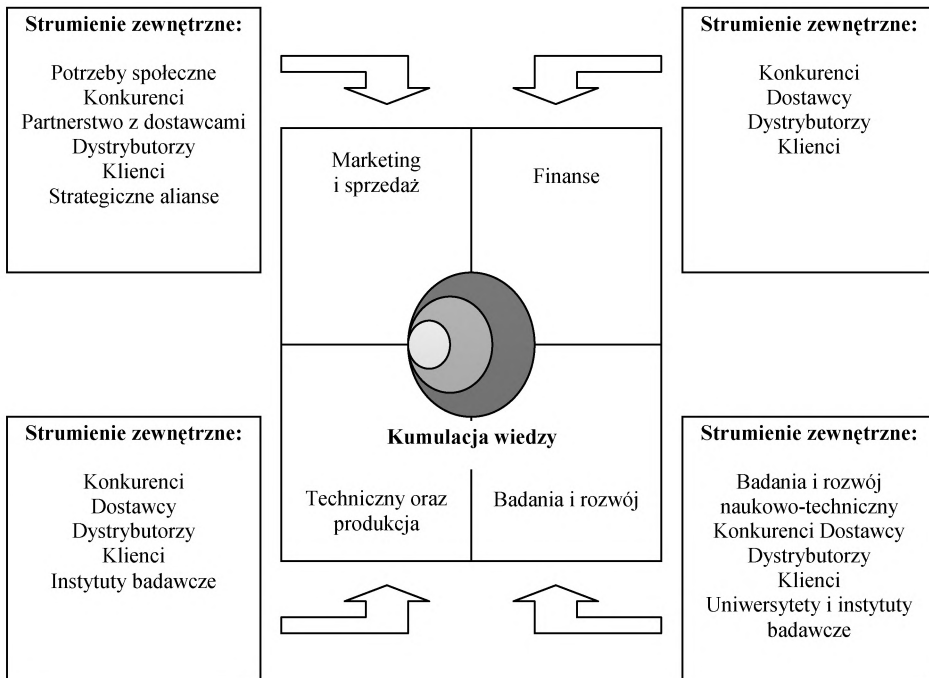 Strumienie zewnętrzne:
Potrzeby społeczne
Konkurenci
Partnerstwo z dostawcami
Dystrybutorzy
Klienci
Strategiczne alianse
Strumienie zewnętrzne:
Konkurenci
Dostawcy
Dystrybutorzy
Klienci
Marketing
i sprzedaż
Finanse
Kumulacja wiedzy
Techniczny oraz
produkcja
Badania i rozwój
Strumienie zewnętrzne:
Konkurenci
Dostawcy
Dystrybutorzy
Klienci
Instytuty badawcze
Strumienie zewnętrzne:
Badania i rozwój
naukowo-techniczny
Konkurenci Dostawcy
Dystrybutorzy
Klienci
Uniwersytety i instytuty
badawcze